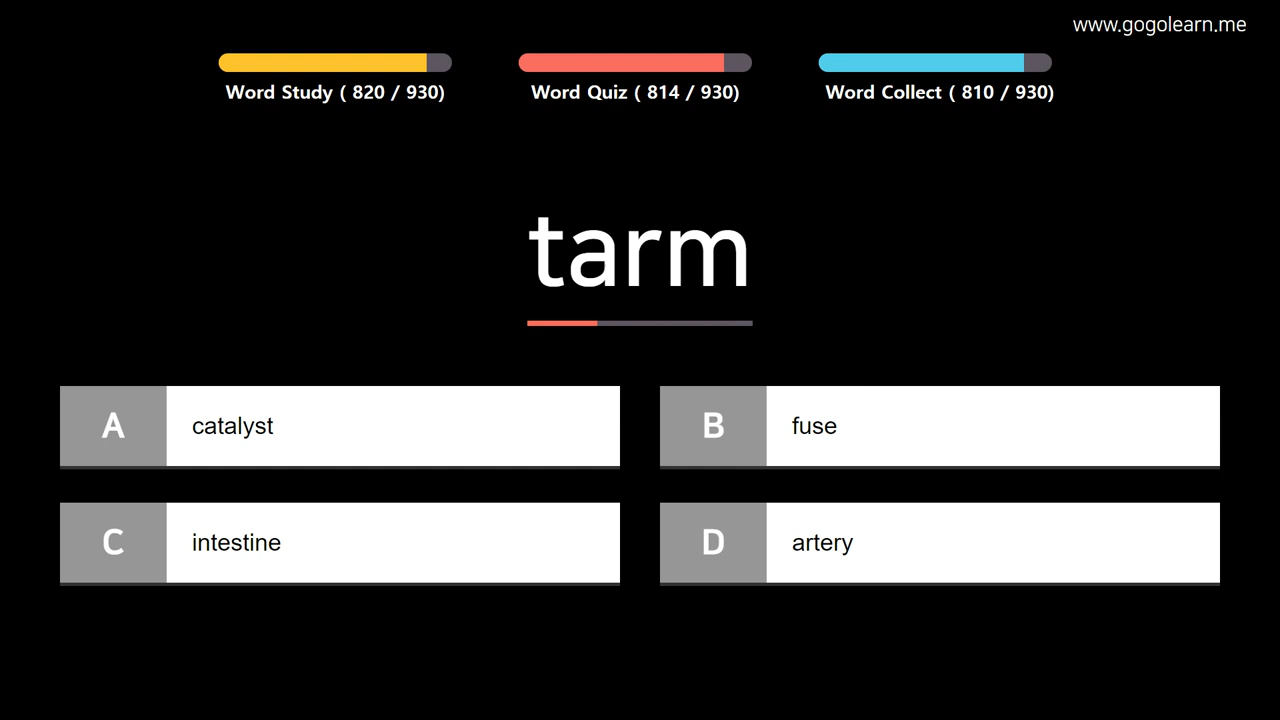 www.gogolearn.me
Word Study ( 820 / 930)
Word Quiz ( 814 / 930)
Word Collect ( 810 / 930)
tarm
A catalyst
B fuse
C intestine
D artery